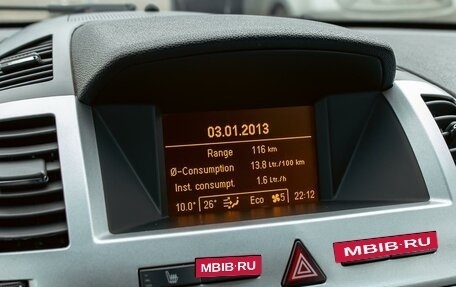 03.01.2013
Range 116 km
Ø-Consumption 13.8 Ltr./100 km
Inst. consumpt. 1.6 Ltr./h
10.0° 26° Eco 5 22:12
MBIB-RU
MBIB-RU